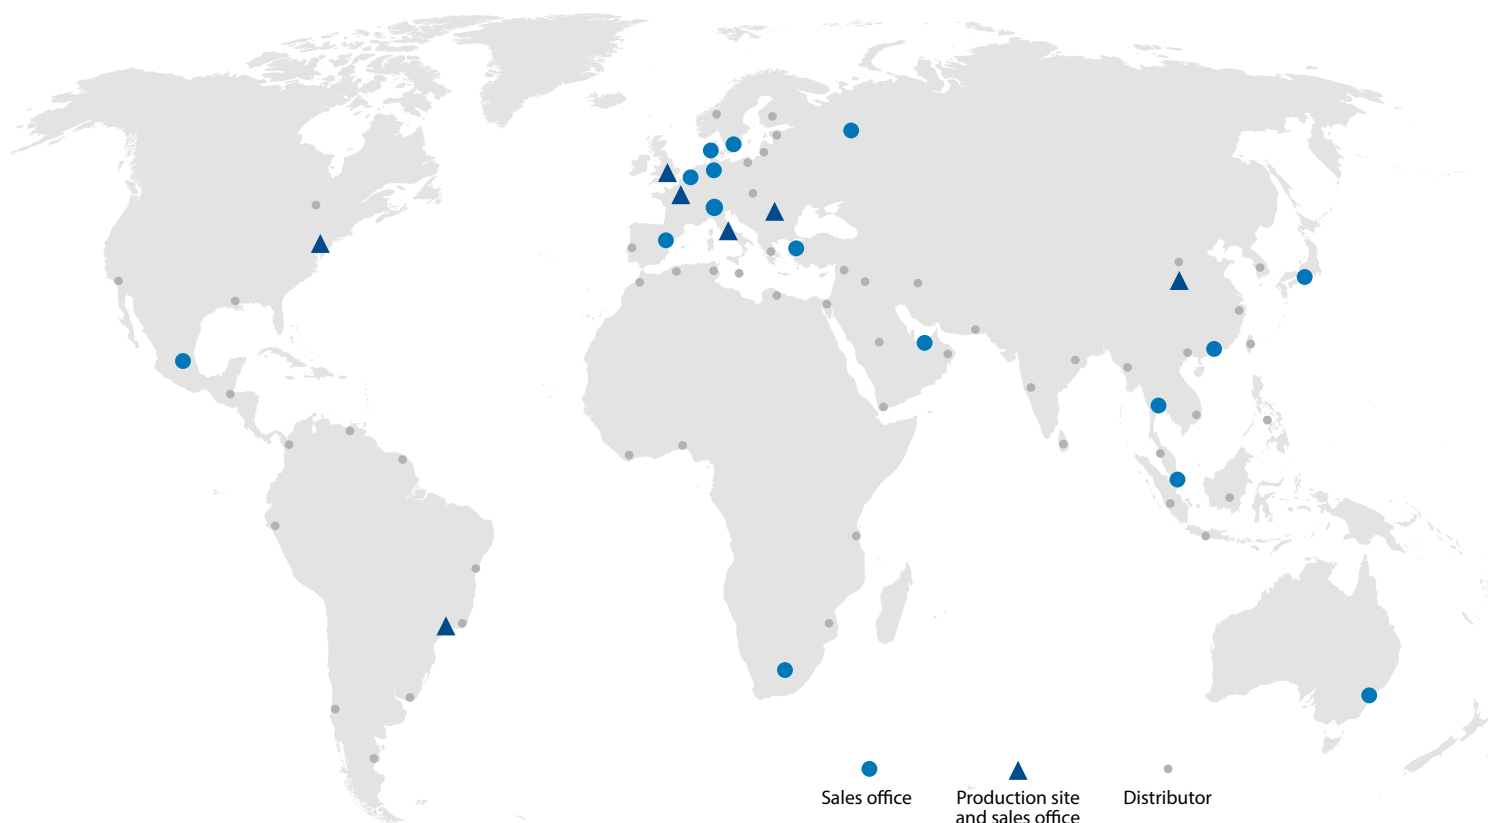 Sales office
Production site
and sales office
Distributor